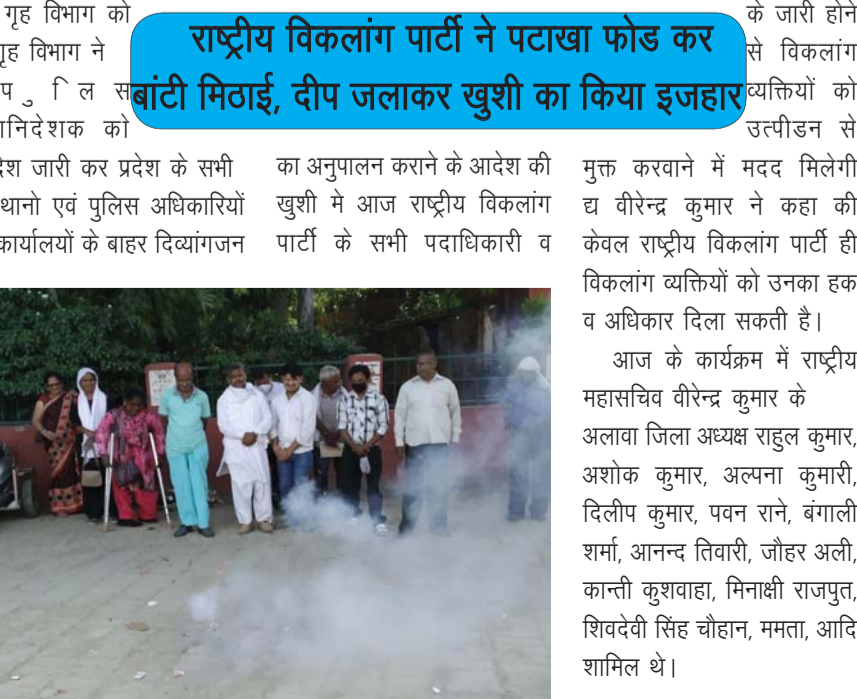 राष्ट्रीय विकलांग पार्टी ने पटाखा फोड कर
बांटी मिठाई, दीप जलाकर खुशी का किया इजहार
गृह विभाग को
गृह विभाग ने
जारी कर प्रदेश के सभी
एवं पुलिस अधिकारियों
कार्यालयों के बाहर दिव्यांगजन
का अनुपालन कराने के आदेश की
खुशी मे आज राष्ट्रीय विकलांग
पार्टी के सभी पदाधिकारी व
के जारी होने
से विकलांग
व्यक्तियों को
उत्पीडन से
मुक्त करवाने में मदद मिलेगी
द्य वीरेन्द्र कुमार ने कहा की
केवल राष्ट्रीय विकलांग पार्टी ही
विकलांग व्यक्तियों को उनका हक
व अधिकार दिला सकती है।
आज के कार्यक्रम में राष्ट्रीय
महासचिव वीरेन्द्र कुमार के
अलावा जिला अध्यक्ष राहुल कुमार,
अशोक कुमार, अल्पना कुमारी,
दिलीप कुमार, पवन राने, बंगाली
शर्मा, आनन्द तिवारी, जौहर अली,
कान्ती कुशवाहा, मिनाक्षी राजपुत,
शिवदेवी सिंह चौहान, ममता, आदि
शामिल थे।